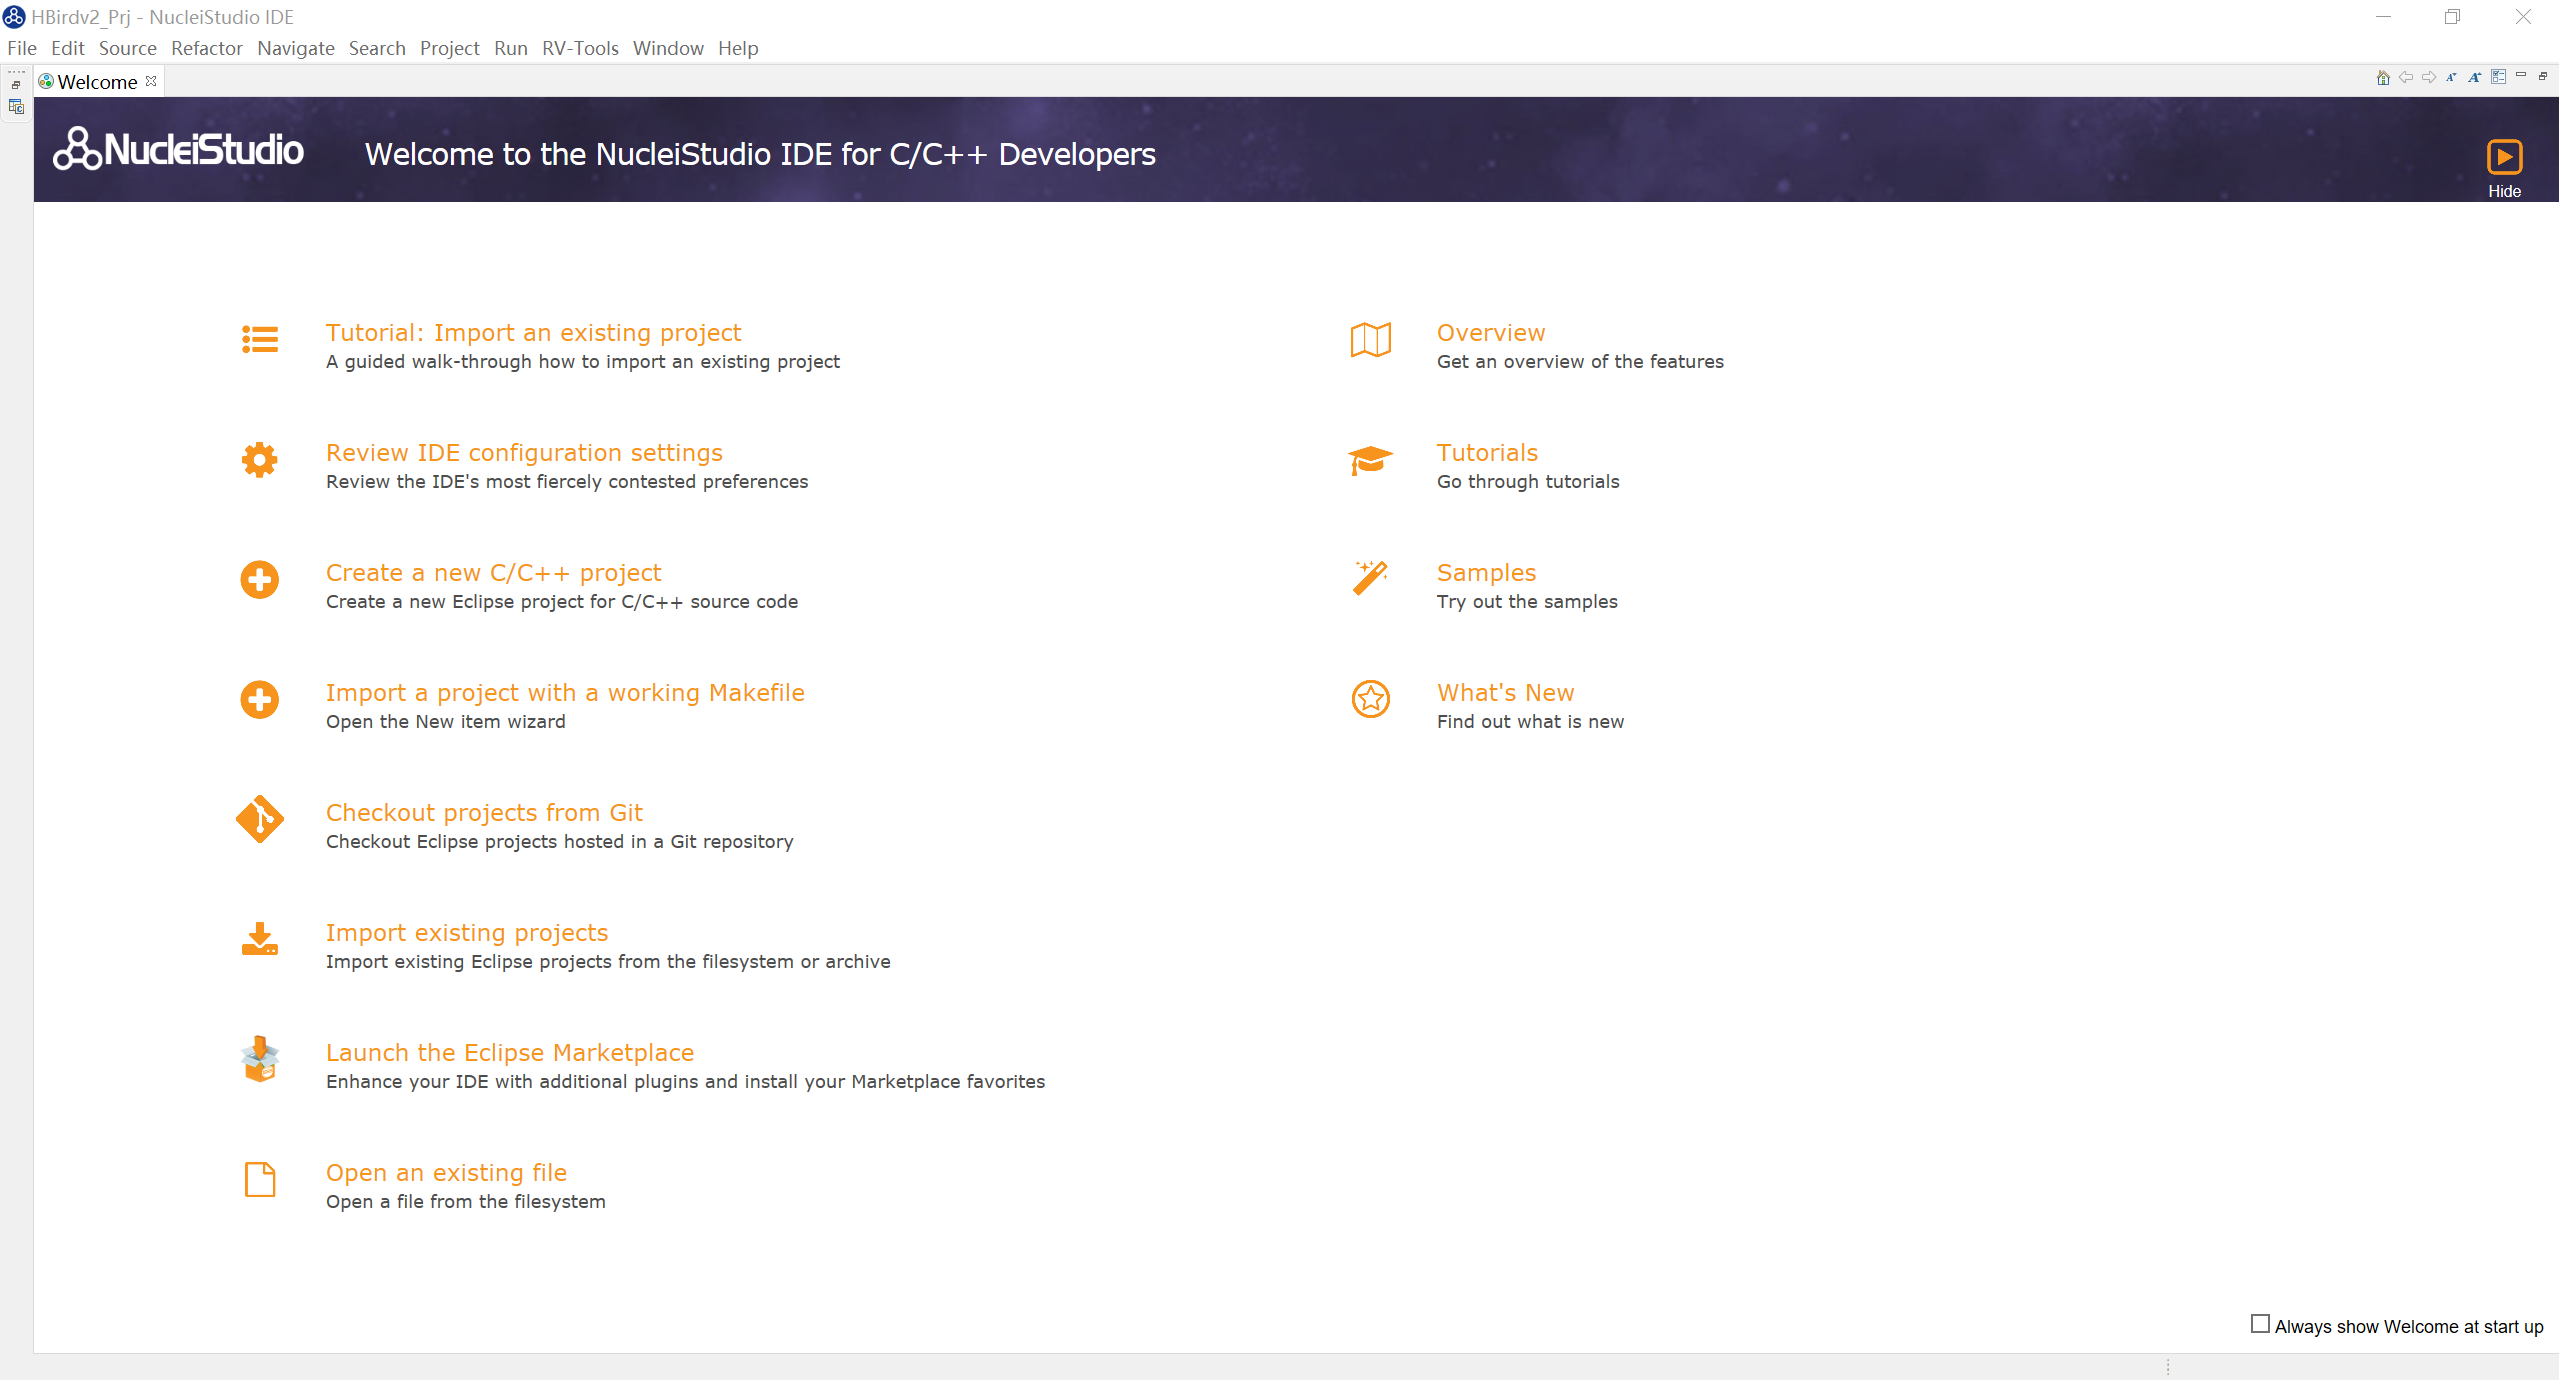 HBirdv2_Prj - NucleiStudio IDE
File Edit Source Refactor Navigate Search Project Run RV-Tools Window Help
Welcome
NucleiStudio
Welcome to the NucleiStudio IDE for C/C++ Developers
Hide
Tutorial: Import an existing project
A guided walk-through how to import an existing project
Review IDE configuration settings
Review the IDE's most fiercely contested preferences
Create a new C/C++ project
Create a new Eclipse project for C/C++ source code
Import a project with a working Makefile
Open the New item wizard
Checkout projects from Git
Checkout Eclipse projects hosted in a Git repository
Import existing projects
Import existing Eclipse projects from the filesystem or archive
Launch the Eclipse Marketplace
Enhance your IDE with additional plugins and install your Marketplace favorites
Open an existing file
Open a file from the filesystem
Overview
Get an overview of the features
Tutorials
Go through tutorials
Samples
Try out the samples
What's New
Find out what is new
Always show Welcome at start up